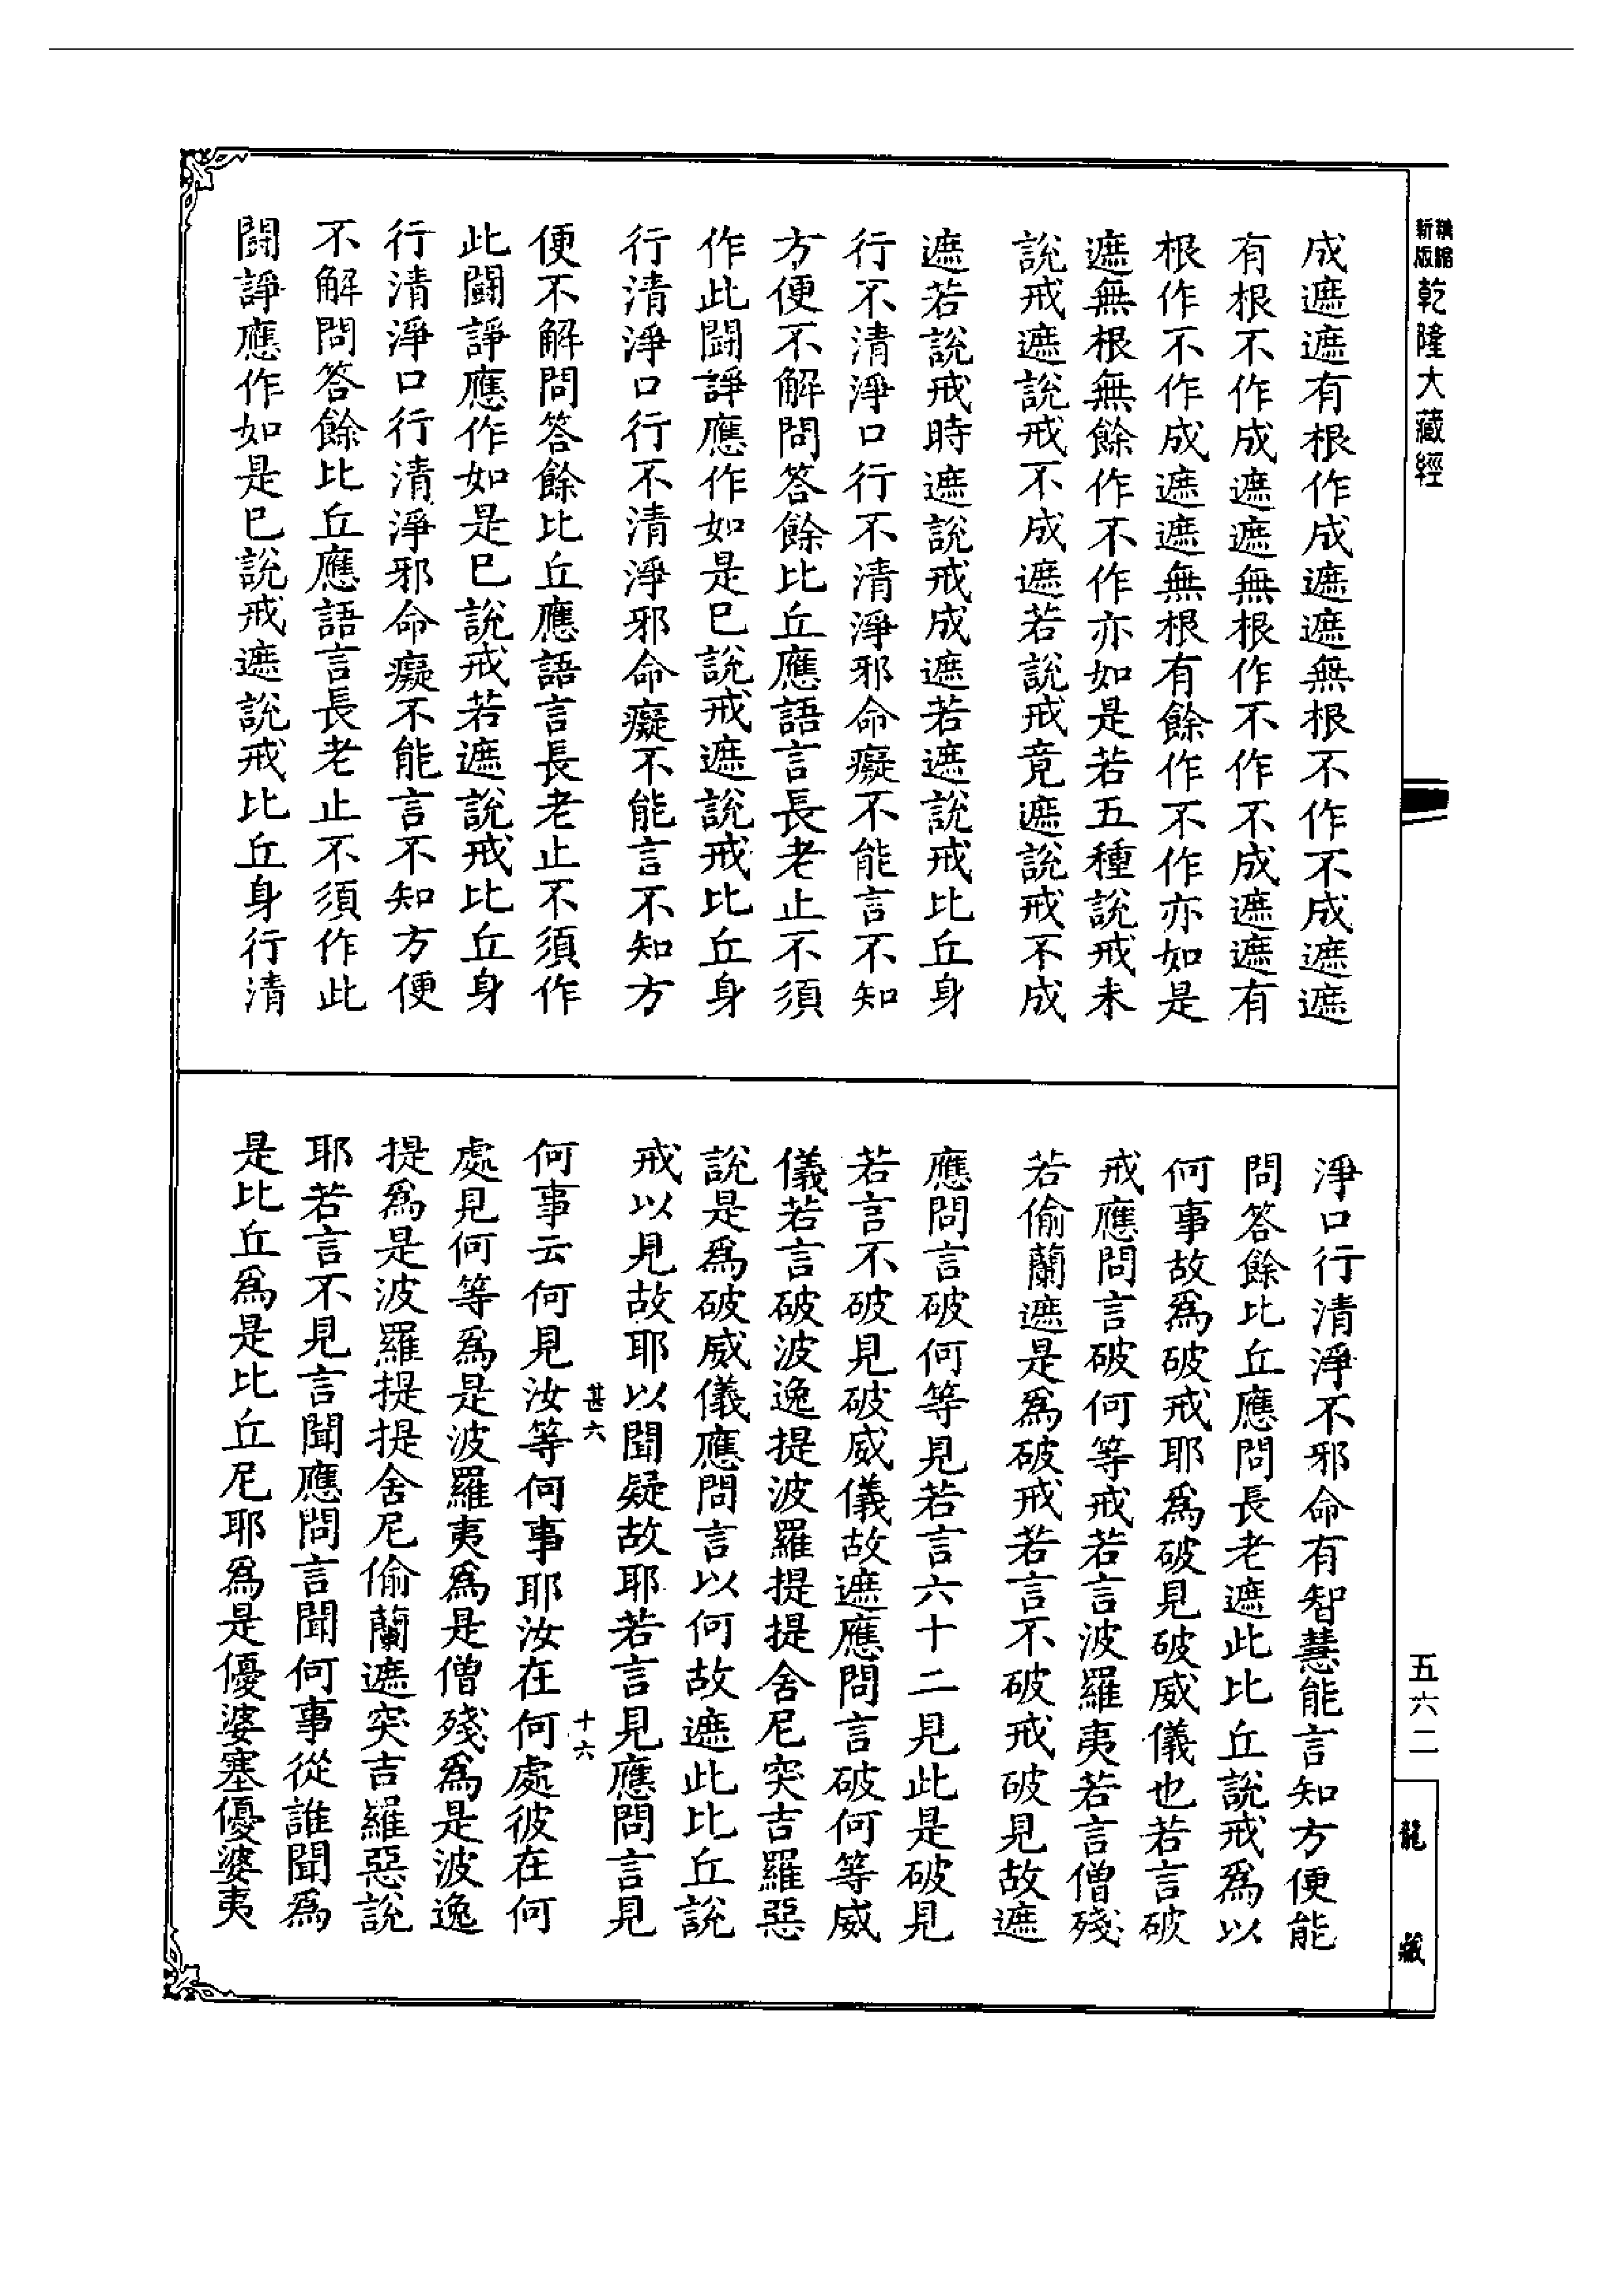 精縮新版乾隆大藏經
成遮遮有根作成遮遮無根不作不成遮遮
有根不作成遮遮無根作不作不成遮遮有
根作不作成遮遮無根有餘作不作亦如是
遮無根無餘作不作亦如是若五種說戒未
說戒遮說戒不成遮若說戒竟遮說戒不成
遮若說戒時遮說戒成遮若遮說戒比丘身
行不清淨口行不清淨邪命癡不能言不知
方便不解問答餘比丘應語言長老止不須
作此鬪諍應作如是已說戒遮說戒比丘身
行清淨口行不清淨邪命癡不能言不知方
便不解問答餘比丘應語言長老止不須作
此鬪諍應作如是已說戒若遮說戒比丘身
行清淨口行清淨邪命癡不能言不知方便
不解問答餘比丘應語言長老止不須作此
鬪諍應作如是已說戒遮說戒比丘身行清
淨口行清淨不邪命有智慧能言知方便能
問答餘比丘應問長老遮此比丘說戒爲以
何事故爲破戒耶爲破見破威儀也若言破
戒應問言破何等戒若言波羅夷若言僧殘
若偷蘭遮是爲破戒若言不破戒破見故遮
應問言破何等見若言六十二見此是破見
若言不破見破威儀故遮應問言破何等威
儀若言破波逸提波羅提提舍尼突吉羅惡
說是爲破威儀應問言以何故遮此比丘說
戒以見故耶以聞疑故耶若言見應問言見
甚六
十六
何事云何見汝等何事耶汝在何處彼在何
處見何等爲是波羅夷爲是僧殘爲是波逸
提爲是波羅提提舍尼偷蘭遮突吉羅惡說
耶若言不見言聞應問言聞何事從誰聞爲
是比丘爲是比丘尼耶爲是優婆塞優婆夷
五六二
龍藏